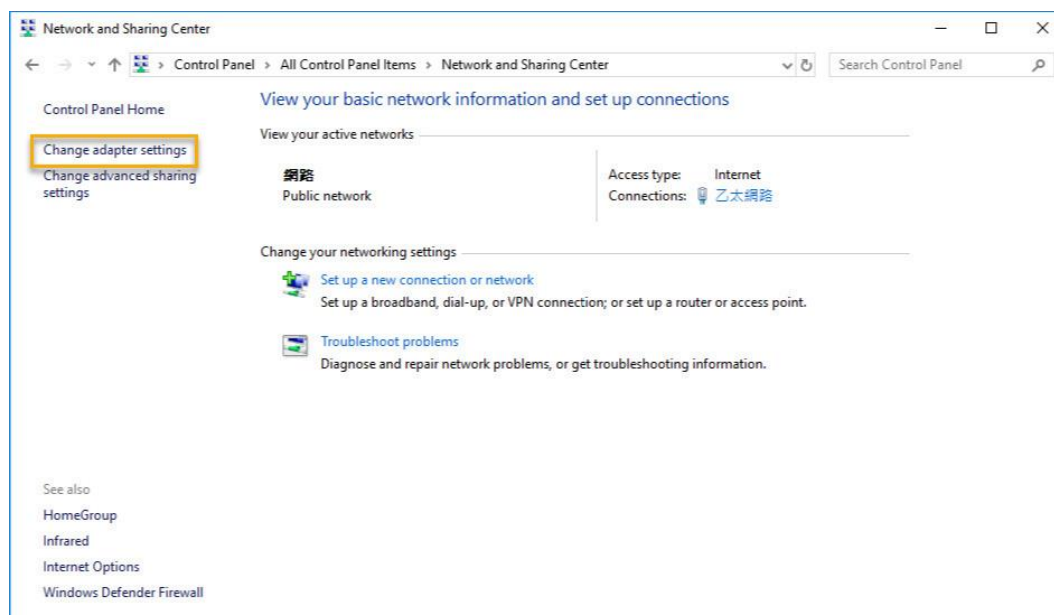 Network and Sharing Center
Control Panel > All Control Panel Items > Network and Sharing Center
Search Control Panel
Control Panel Home
Change adapter settings
Change advanced sharing
settings
View your basic network information and set up connections
View your active networks
網路
Public network
Access type: Internet
Connections: 乙太網路
Change your networking settings
Set up a new connection or network
Set up a broadband, dial-up, or VPN connection; or set up a router or access point.
Troubleshoot problems
Diagnose and repair network problems, or get troubleshooting information.
See also
HomeGroup
Infrared
Internet Options
Windows Defender Firewall